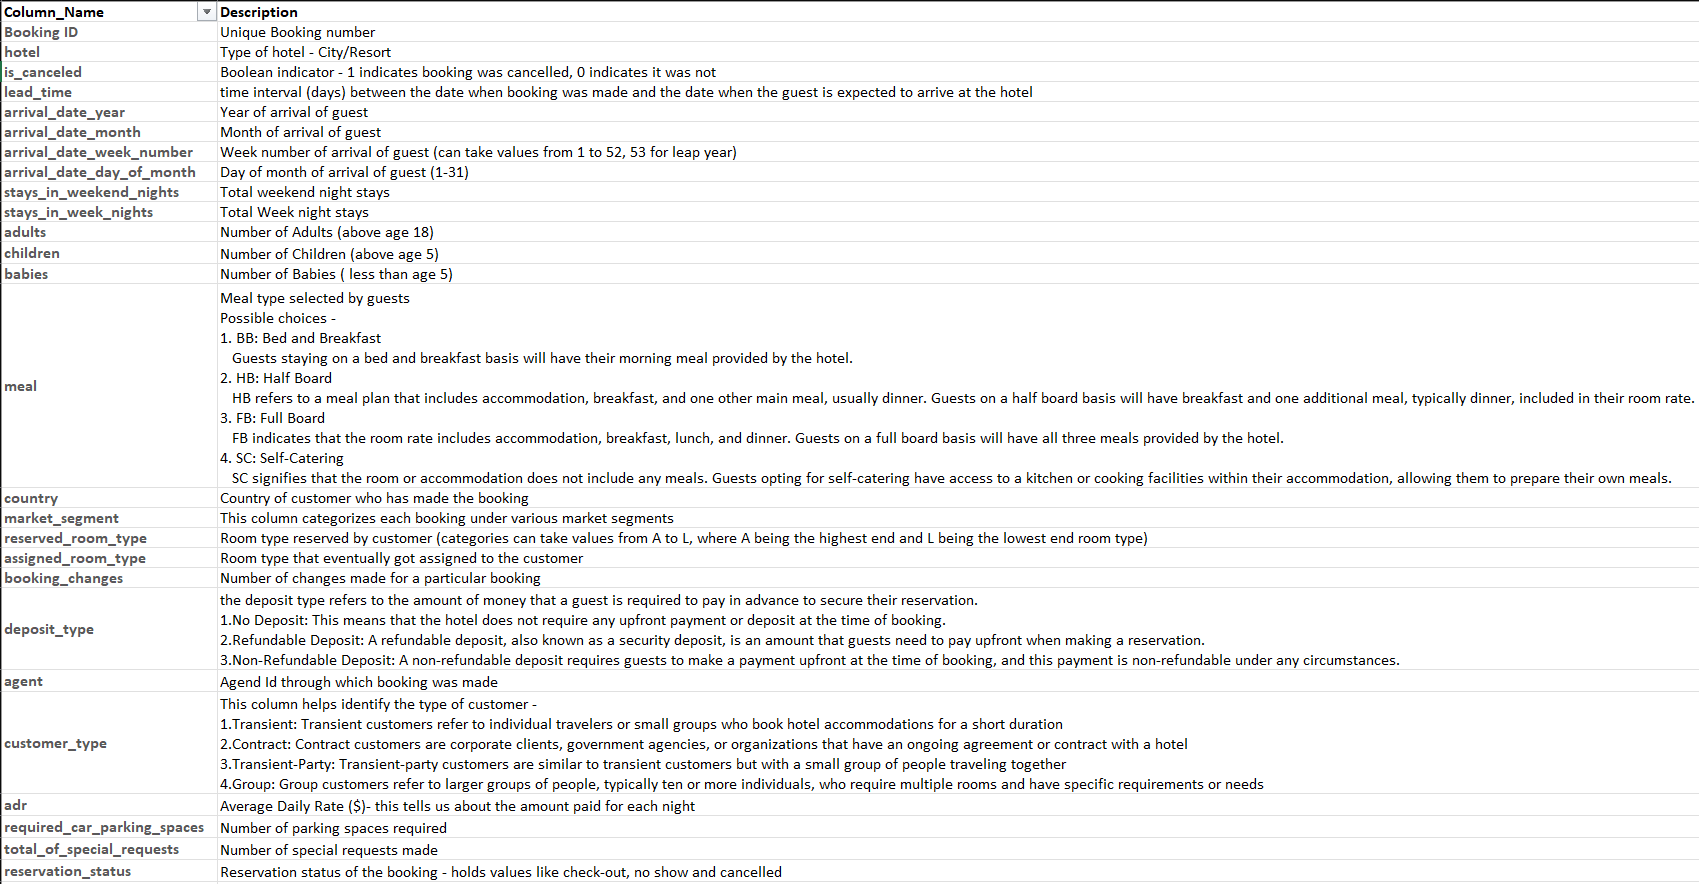 Column_Name Description
Booking ID Unique Booking number
hotel Type of hotel - City/Resort
is_canceled Boolean indicator - 1 indicates booking was cancelled, 0 indicates it was not
lead_time time interval (days) between the date when booking was made and the date when the guest is expected to arrive at the hotel
arrival_date_year Year of arrival of guest
arrival_date_month Month of arrival of guest
arrival_date_week_number Week number of arrival of guest (can take values from 1 to 52, 53 for leap year)
arrival_date_day_of_month Day of month of arrival of guest (1-31)
stays_in_weekend_nights Total weekend night stays
stays_in_week_nights Total Week night stays
adults Number of Adults (above age 18)
children Number of Children (above age 5)
babies Number of Babies ( less than age 5)
meal
Meal type selected by guests
Possible choices -
1. BB: Bed and Breakfast
Guests staying on a bed and breakfast basis will have their morning meal provided by the hotel.
2. HB: Half Board
HB refers to a meal plan that includes accommodation, breakfast, and one other main meal, usually dinner. Guests on a half board basis will have breakfast and one additional meal, typically dinner, included in their room rate.
3. FB: Full Board
FB indicates that the room rate includes accommodation, breakfast, lunch, and dinner. Guests on a full board basis will have all three meals provided by the hotel.
4. SC: Self-Catering
SC signifies that the room or accommodation does not include any meals. Guests opting for self-catering have access to a kitchen or cooking facilities within their accommodation, allowing them to prepare their own meals.
country Country of customer who has made the booking
market_segment This column categorizes each booking under various market segments
reserved_room_type Room type reserved by customer (categories can take values from A to L, where A being the highest end and L being the lowest end room type)
assigned_room_type Room type that eventually got assigned to the customer
booking_changes Number of changes made for a particular booking
deposit_type
the deposit type refers to the amount of money that a guest is required to pay in advance to secure their reservation.
1.No Deposit: This means that the hotel does not require any upfront payment or deposit at the time of booking.
2.Refundable Deposit: A refundable deposit, also known as a security deposit, is an amount that guests need to pay upfront when making a reservation.
3.Non-Refundable Deposit: A non-refundable deposit requires guests to make a payment upfront at the time of booking, and this payment is non-refundable under any circumstances.
agent Agend Id through which booking was made
customer_type
This column helps identify the type of customer -
1.Transient: Transient customers refer to individual travelers or small groups who book hotel accommodations for a short duration
2.Contract: Contract customers are corporate clients, government agencies, or organizations that have an ongoing agreement or contract with a hotel
3.Transient-Party: Transient-party customers are similar to transient customers but with a small group of people traveling together
4.Group: Group customers refer to larger groups of people, typically ten or more individuals, who require multiple rooms and have specific requirements or needs
adr Average Daily Rate ($)- this tells us about the amount paid for each night
required_car_parking_spaces Number of parking spaces required
total_of_special_requests Number of special requests made
reservation_status Reservation status of the booking - holds values like check-out, no show and cancelled